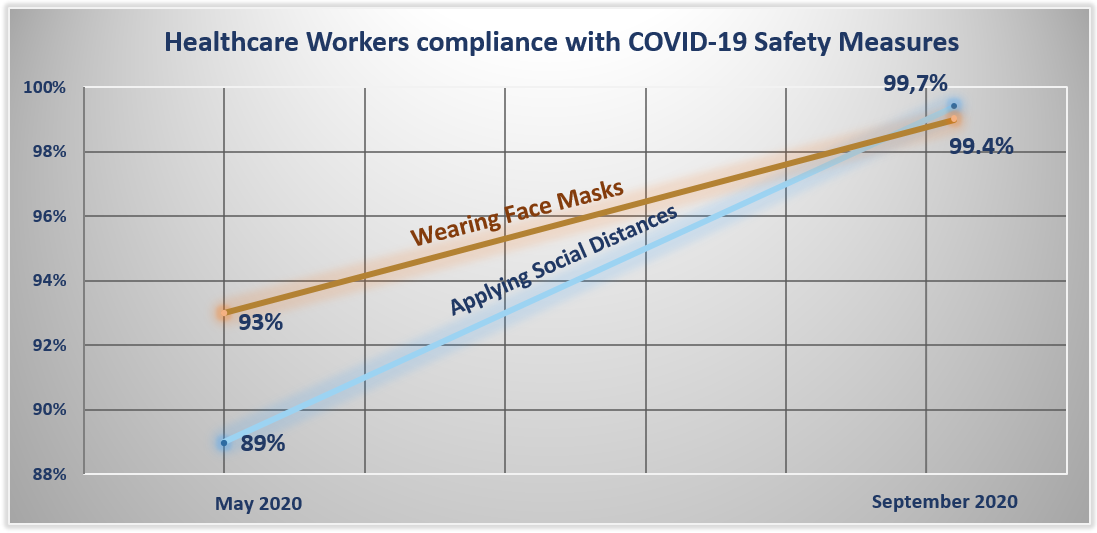 Healthcare Workers compliance with COVID-19 Safety Measures
99,7%
100%
98%
99.4%
96%
Wearing Face Masks
Applying Social Distances
94%
93%
92%
90%
89%
88%
May 2020
September 2020